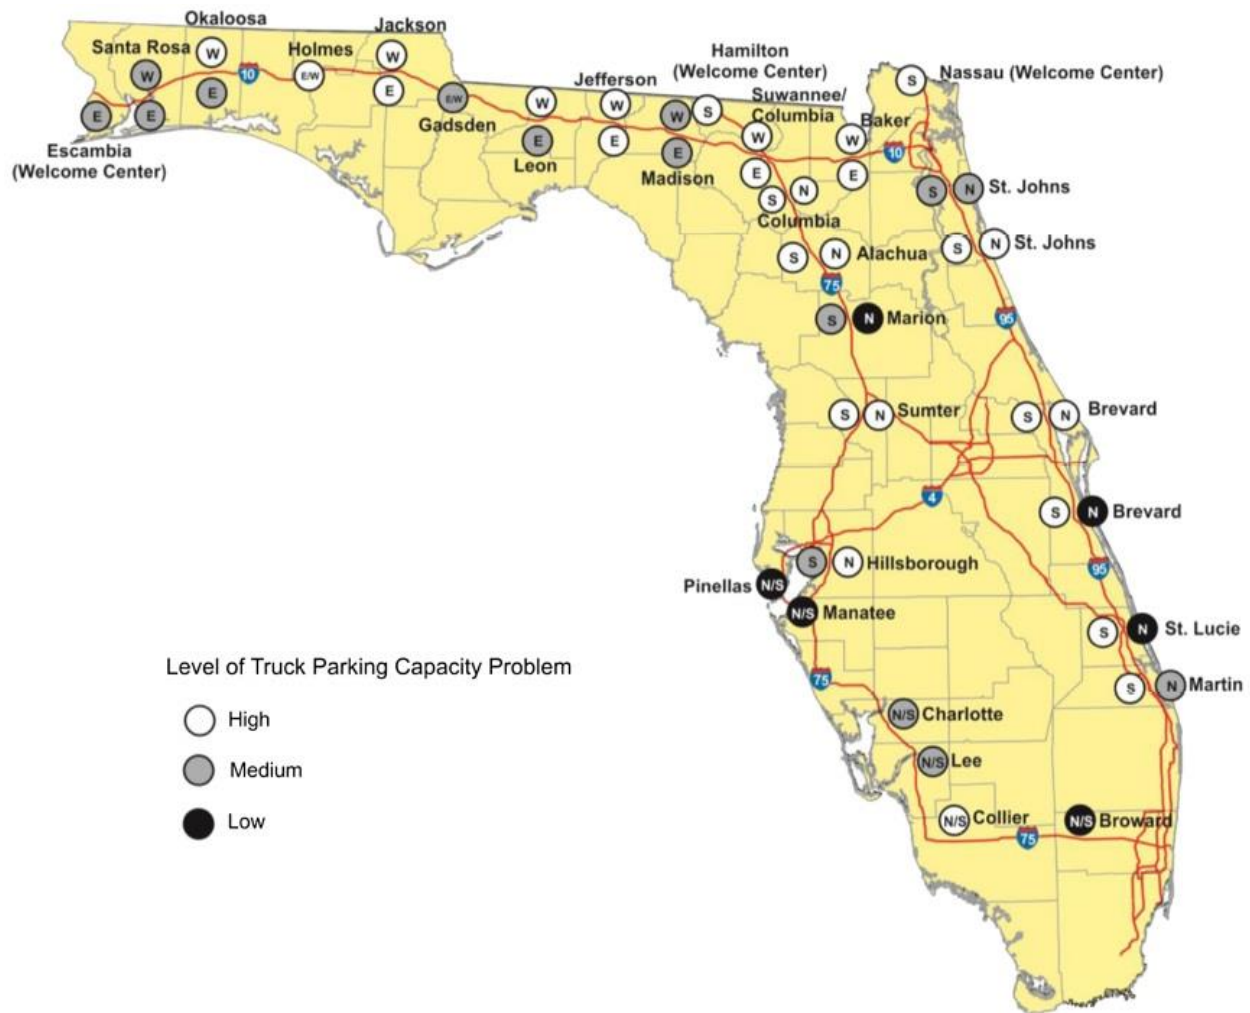 Okaloosa
Jackson
Santa Rosa
W
Holmes
W
Hamilton
(Welcome Center)
Nassau (Welcome Center)
S
W
10
E/W
Jefferson
E
E
E/W
W
W
Suwannee/
Columbia
W
S
Baker
E
E
Gadsden
W
W
Escambia
(Welcome Center)
E
Leon
E
E
Madison
10
E
E
S
N
St. Johns
S
N
Columbia
S
N
Alachua
S
N
St. Johns
75
S
N
Marion
95
S
N
Sumter
S
N
Brevard
4
S
N
Brevard
S
N
Hillsborough
95
Pinellas
N/S
N/S
Manatee
S
N
St. Lucie
Level of Truck Parking Capacity Problem
75
S
N
Martin
High
N/S
Charlotte
Medium
N/S
Lee
Low
N/S
Collier
N/S
Broward
75